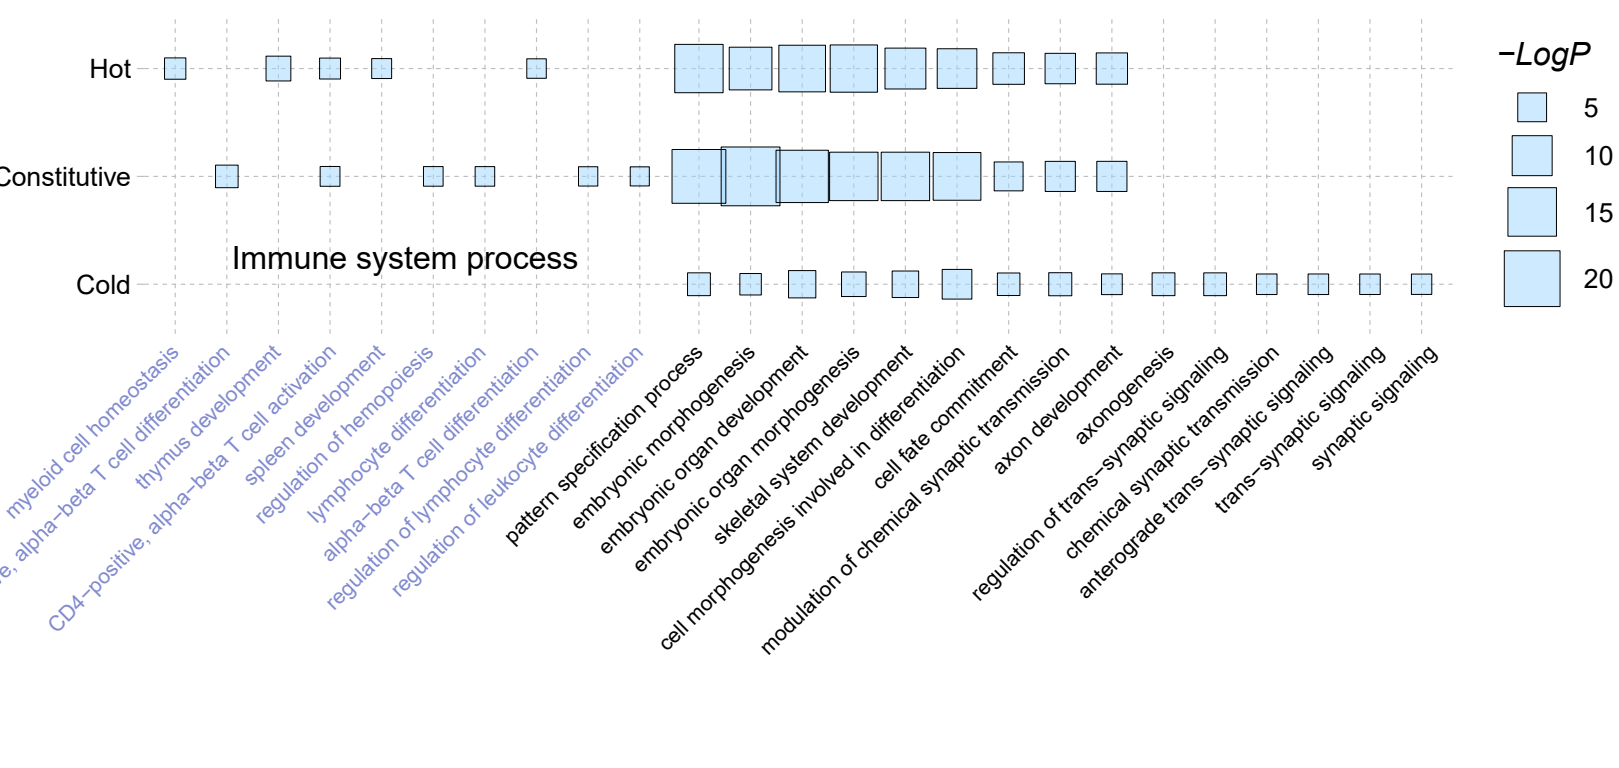 Hot
Constitutive
Cold
Immune system process
−LogP
5
10
15
20
myeloid cell homeostasis
alpha−beta T cell differentiation
thymus development
CD4−positive, alpha−beta T cell activation
spleen development
regulation of hemopoiesis
lymphocyte differentiation
alpha−beta T cell differentiation
regulation of lymphocyte differentiation
regulation of leukocyte differentiation
pattern specification process
embryonic morphogenesis
embryonic organ development
embryonic organ morphogenesis
skeletal system development
cell morphogenesis involved in differentiation
cell fate commitment
modulation of chemical synaptic transmission
axon development
axonogenesis
regulation of trans−synaptic signaling
chemical synaptic transmission
anterograde trans−synaptic signaling
trans−synaptic signaling
synaptic signaling